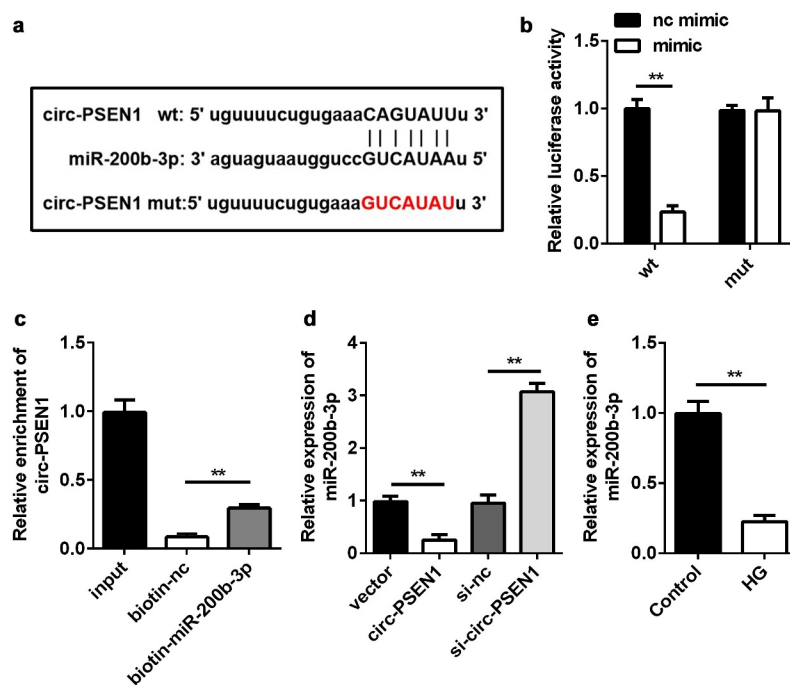 a
circ-PSEN1 wt: 5' uguuuucugugaaaCAGUAUUu 3'
miR-200b-3p: 3' aguaguaauggu​ccGUCAUAAu 5'
circ-PSEN1 mut:5' uguuuucugugaaaGUCAUAUu 3'
b
nc mimic
mimic
Relative luciferase activity
1.5
1.0
0.5
0.0
**
wt
mut
c
Relative enrichment of
circ-PSEN1
1.5
1.0
0.5
0.0
**
input
biotin-nc
biotin-miR-200b-3p
d
Relative expression of
miR-200b-3p
4
3
2
1
0
**
**
vector
circ-PSEN1
si-nc
si-circ-PSEN1
e
Relative expression of
miR-200b-3p
1.5
1.0
0.5
0.0
**
Control
HG